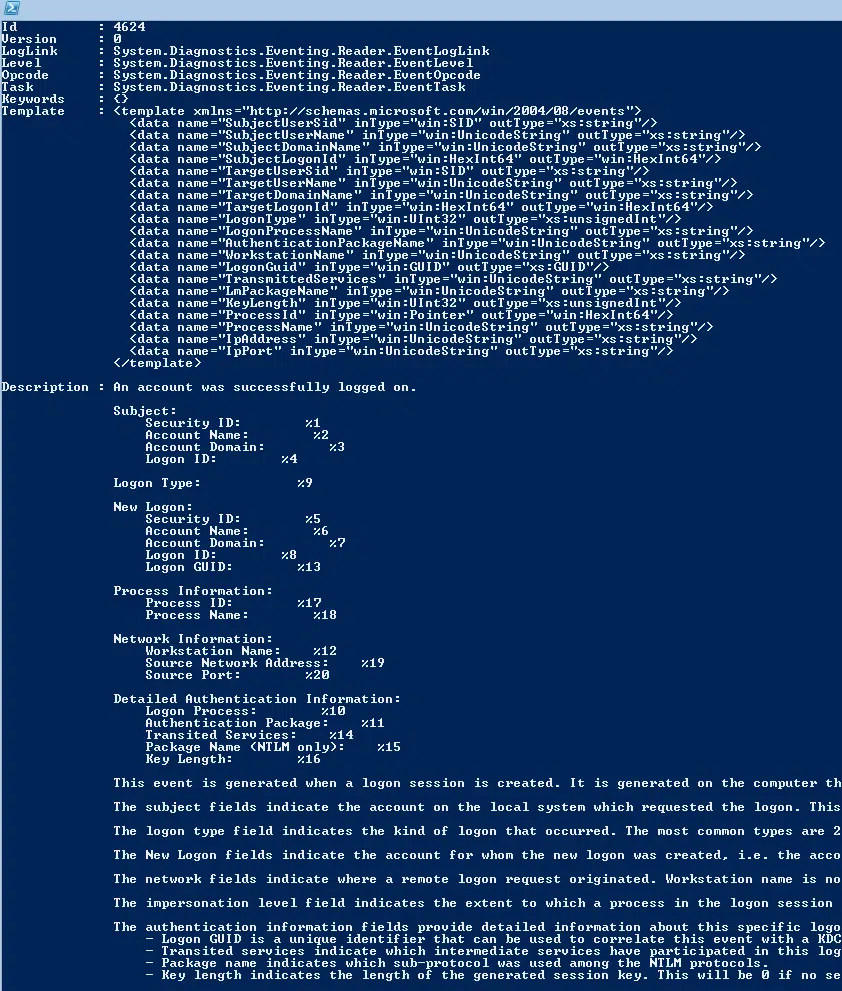 Id : 4624
Version : 0
LogLink : System.Diagnostics.Eventing.Reader.EventLogLink
Level : System.Diagnostics.Eventing.Reader.EventLevel
Opcode : System.Diagnostics.Eventing.Reader.EventOpcode
Task : System.Diagnostics.Eventing.Reader.EventTask
Keywords : {}
Template : <template xmlns="http://schemas.microsoft.com/win/2004/08/events">
<data name="SubjectUserSid" inType="win:SID" outType="xs:string"/>
<data name="SubjectUserName" inType="win:UnicodeString" outType="xs:string"/>
<data name="SubjectDomainName" inType="win:UnicodeString" outType="xs:string"/>
<data name="SubjectLogonId" inType="win:HexInt64" outType="win:HexInt64"/>
<data name="TargetUserSid" inType="win:SID" outType="xs:string"/>
<data name="TargetUserName" inType="win:UnicodeString" outType="xs:string"/>
<data name="TargetDomainName" inType="win:UnicodeString" outType="xs:string"/>
<data name="TargetLogonId" inType="win:HexInt64" outType="win:HexInt64"/>
<data name="LogonType" inType="win:UInt32" outType="xs:unsignedInt"/>
<data name="LogonProcessName" inType="win:UnicodeString" outType="xs:string"/>
<data name="AuthenticationPackageName" inType="win:UnicodeString" outType="xs:string"/>
<data name="WorkstationName" inType="win:UnicodeString" outType="xs:string"/>
<data name="LogonGuid" inType="win:GUID" outType="xs:GUID"/>
<data name="TransmittedServices" inType="win:UnicodeString" outType="xs:string"/>
<data name="LmPackageName" inType="win:UnicodeString" outType="xs:string"/>
<data name="KeyLength" inType="win:UInt32" outType="xs:unsignedInt"/>
<data name="ProcessId" inType="win:Pointer" outType="win:HexInt64"/>
<data name="ProcessName" inType="win:UnicodeString" outType="xs:string"/>
<data name="IpAddress" inType="win:UnicodeString" outType="xs:string"/>
<data name="IpPort" inType="win:UnicodeString" outType="xs:string"/>
</template>
Description : An account was successfully logged on.
Subject:
Security ID: %1
Account Name: %2
Account Domain: %3
Logon ID: %4
Logon Type: %9
New Logon:
Security ID: %5
Account Name: %6
Account Domain: %7
Logon ID: %8
Logon GUID: %13
Process Information:
Process ID: %17
Process Name: %18
Network Information:
Workstation Name: %12
Source Network Address: %19
Source Port: %20
Detailed Authentication Information:
Logon Process: %10
Authentication Package: %11
Transited Services: %14
Package Name (NTLM only): %15
Key Length: %16
This event is generated when a logon session is created. It is generated on the computer th
The subject fields indicate the account on the local system which requested the logon. This
The logon type field indicates the kind of logon that occurred. The most common types are 2
The New Logon fields indicate the account for whom the new logon was created, i.e. the acco
The network fields indicate where a remote logon request originated. Workstation name is no
The impersonation level field indicates the extent to which a process in the logon session
The authentication information fields provide detailed information about this specific logo
- Logon GUID is a unique identifier that can be used to correlate this event with a KDC
- Transited services indicate which intermediate services have participated in this log
- Package name indicates which sub-protocol was used among the NTLM protocols.
- Key length indicates the length of the generated session key. This will be 0 if no se